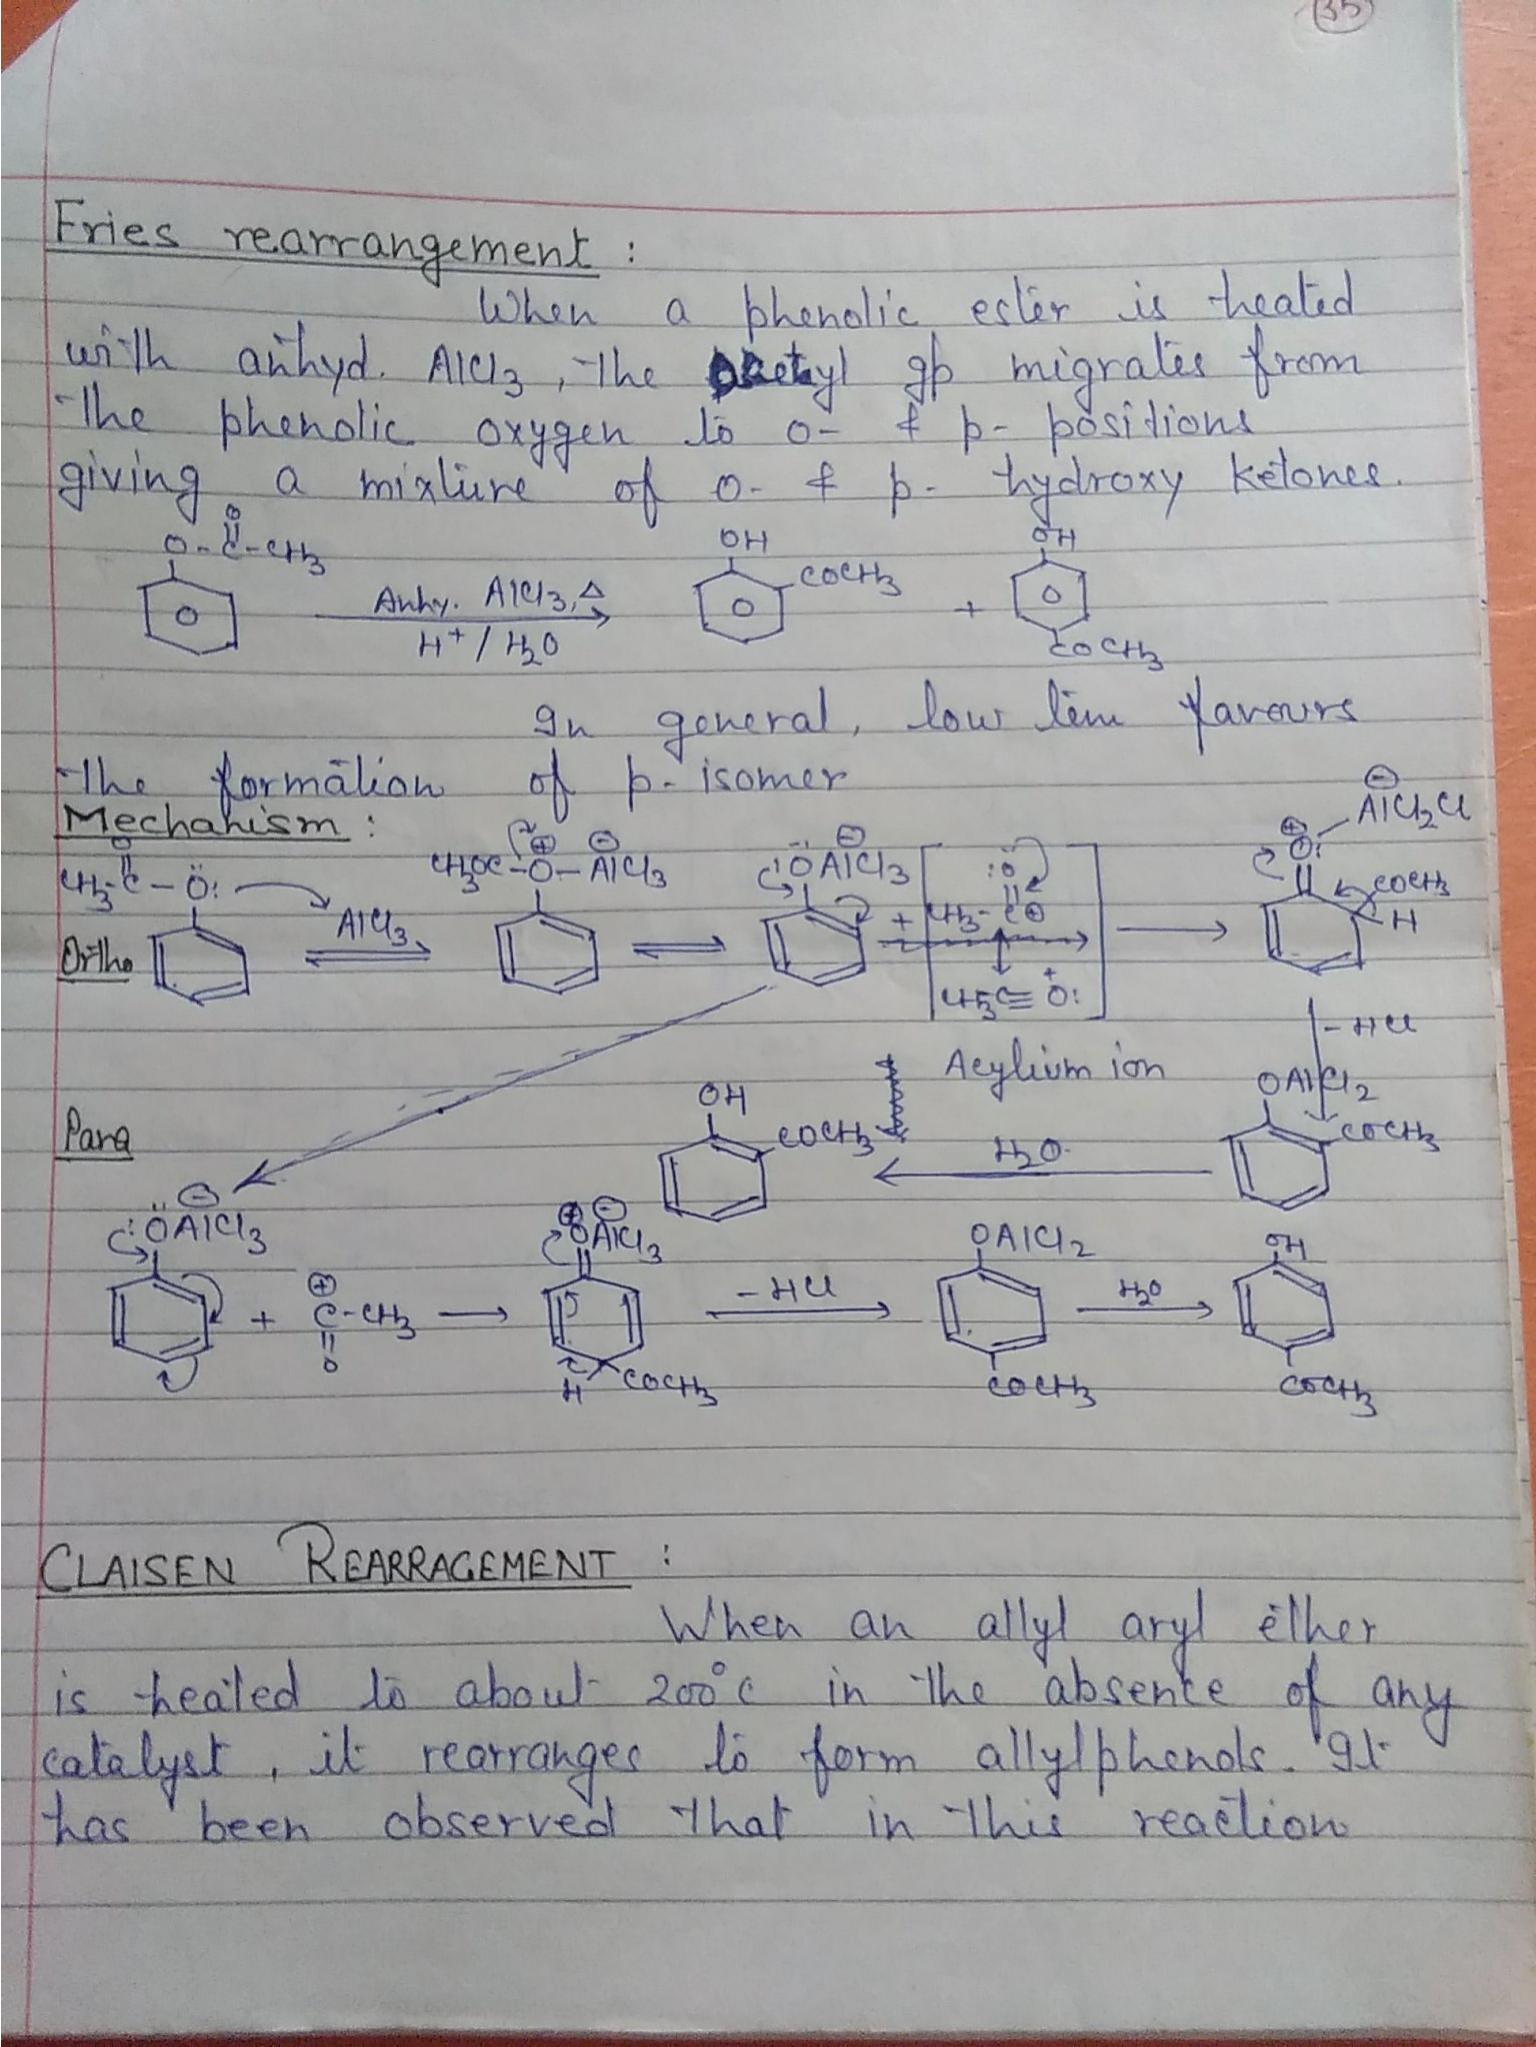 35
Fries rearrangement :
When a phenolic ester is heated
with anhyd. AlCl3, the gp migrates from
the phenolic oxygen to o- & p- positions
giving a mixture of o- & p- hydroxy ketones.
O
O-C-CH3
OH
COCH3
OH
Anhy. AlCl3, Δ
H+/H2O
+
COCH3
In general, low tem favours
the formation of p-isomer
Mechanism :
O
CH3-C-Ö:
AlCl3
Ortho
CH3OC-O-AlCl3
⊕ ⊖
:ÖAlCl3
⊖
+
:Ö
CH3-C⊕
CH3C≡O:
+
Acylium ion
⊖
AlCl2Cl
⊕
O:
COCH3
H
-HCl
OAlCl2
COCH3
H2O
OH
COCH3
Para
⊖
:ÖAlCl3
+
⊕
C-CH3
O
⊕ ⊖
OAlCl3
H COCH3
-HCl
OAlCl2
COCH3
H2O
OH
COCH3
CLAISEN REARRAGEMENT :
When an allyl aryl ether
is heated to about 200°C in the absence of any
catalyst, it rearranges to form allylphenols. It
has been observed that in this reaction